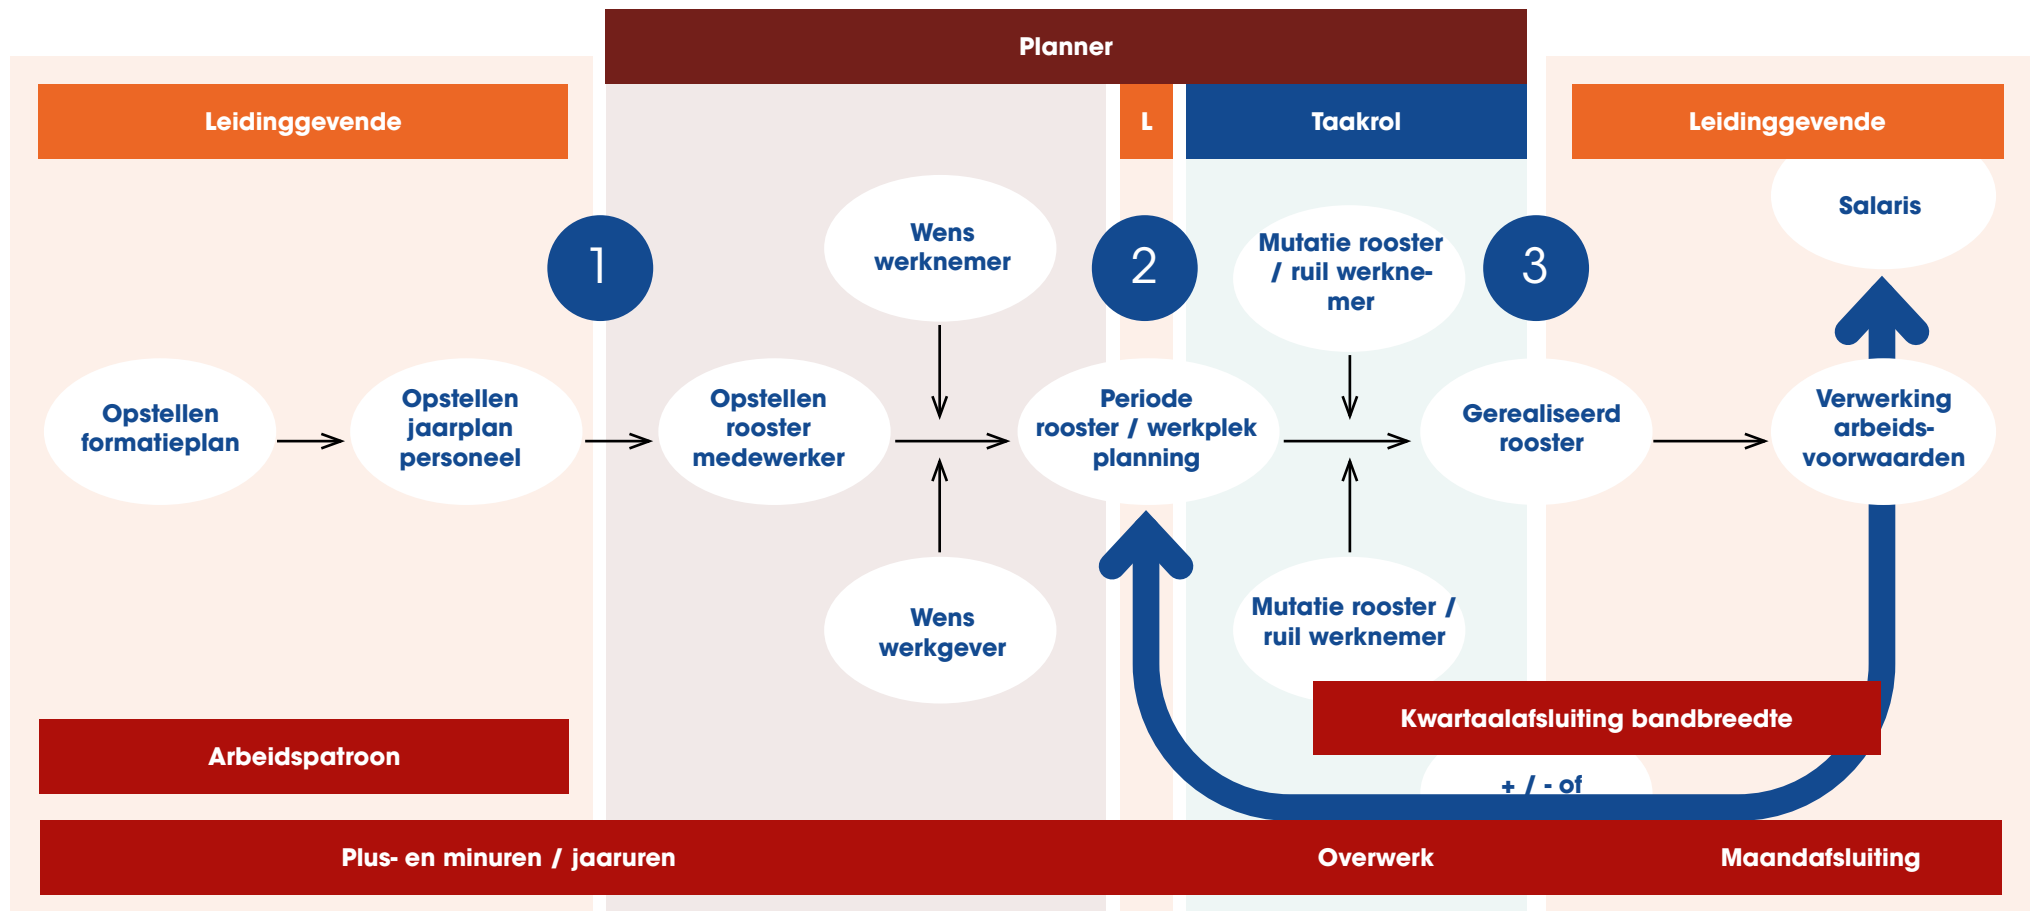 Planner
Leidinggevende
L
Taakrol
Leidinggevende
Salaris
1
2
3
Wens
werknemer
Mutatie rooster
/ ruil werkne-
mer
Opstellen
formatieplan
Opstellen
jaarplan
personeel
Opstellen
rooster
medewerker
Periode
rooster / werkplek
planning
Gerealiseerd
rooster
Verwerking
arbeids-
voorwaarden
Wens
werkgever
Mutatie rooster /
ruil werknemer
Kwartaalafsluiting bandbreedte
Arbeidspatroon
+ / - of
Plus- en minuren / jaaruren
Overwerk
Maandafsluiting